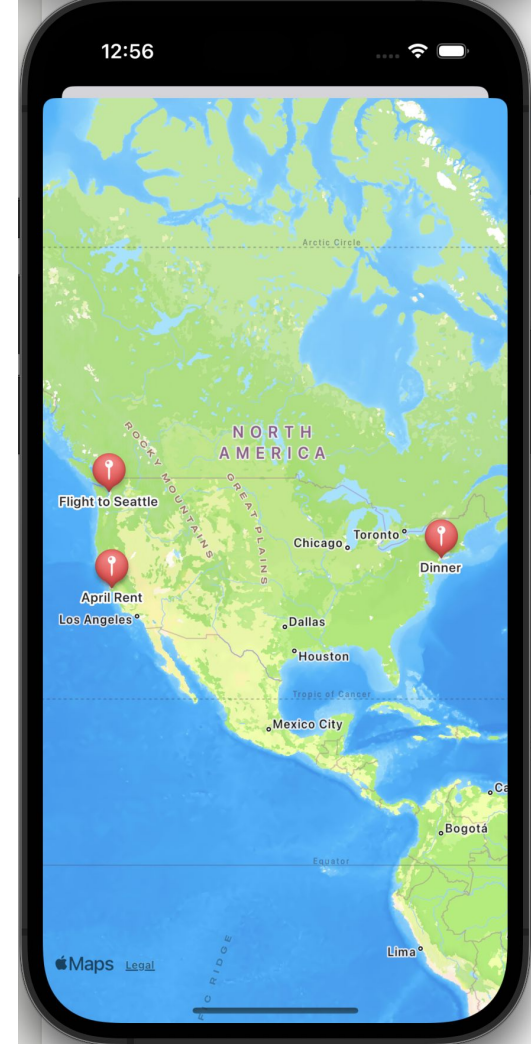 12:56
Arctic Circle
NORTH
AMERICA
ROCKY MOUNTAINS
GREAT PLAINS
Flight to Seattle
Chicago
Toronto
Dinner
April Rent
Los Angeles
Dallas
Houston
Tropic of Cancer
Mexico City
Ca
Bogotá
Equator
Lima
C RIDGE
Maps Legal